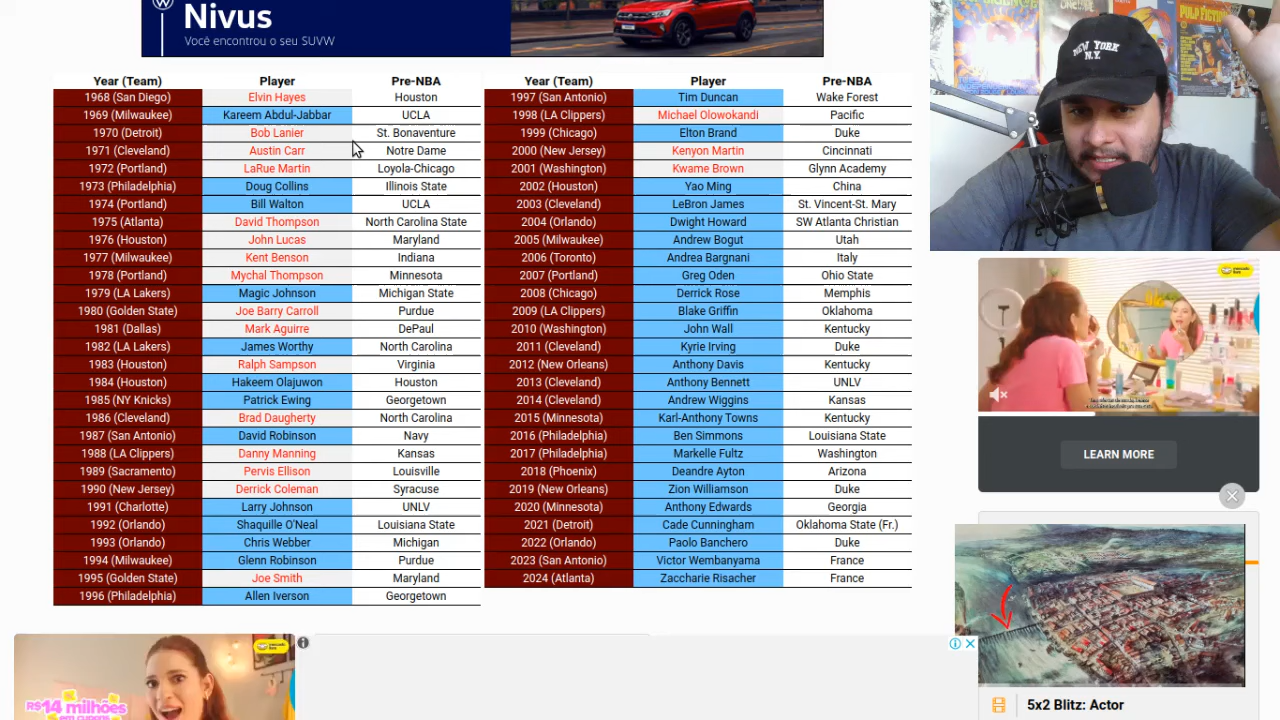 Nivus
Você encontrou o seu SUVW
Year (Team) Player Pre-NBA
1968 (San Diego) Elvin Hayes Houston
1969 (Milwaukee) Kareem Abdul-Jabbar UCLA
1970 (Detroit) Bob Lanier St. Bonaventure
1971 (Cleveland) Austin Carr Notre Dame
1972 (Portland) LaRue Martin Loyola-Chicago
1973 (Philadelphia) Doug Collins Illinois State
1974 (Portland) Bill Walton UCLA
1975 (Atlanta) David Thompson North Carolina State
1976 (Houston) John Lucas Maryland
1977 (Milwaukee) Kent Benson Indiana
1978 (Portland) Mychal Thompson Minnesota
1979 (LA Lakers) Magic Johnson Michigan State
1980 (Golden State) Joe Barry Carroll Purdue
1981 (Dallas) Mark Aguirre DePaul
1982 (LA Lakers) James Worthy North Carolina
1983 (Houston) Ralph Sampson Virginia
1984 (Houston) Hakeem Olajuwon Houston
1985 (NY Knicks) Patrick Ewing Georgetown
1986 (Cleveland) Brad Daugherty North Carolina
1987 (San Antonio) David Robinson Navy
1988 (LA Clippers) Danny Manning Kansas
1989 (Sacramento) Pervis Ellison Louisville
1990 (New Jersey) Derrick Coleman Syracuse
1991 (Charlotte) Larry Johnson UNLV
1992 (Orlando) Shaquille O'Neal Louisiana State
1993 (Orlando) Chris Webber Michigan
1994 (Milwaukee) Glenn Robinson Purdue
1995 (Golden State) Joe Smith Maryland
1996 (Philadelphia) Allen Iverson Georgetown
Year (Team) Player Pre-NBA
1997 (San Antonio) Tim Duncan Wake Forest
1998 (LA Clippers) Michael Olowokandi Pacific
1999 (Chicago) Elton Brand Duke
2000 (New Jersey) Kenyon Martin Cincinnati
2001 (Washington) Kwame Brown Glynn Academy
2002 (Houston) Yao Ming China
2003 (Cleveland) LeBron James St. Vincent-St. Mary
2004 (Orlando) Dwight Howard SW Atlanta Christian
2005 (Milwaukee) Andrew Bogut Utah
2006 (Toronto) Andrea Bargnani Italy
2007 (Portland) Greg Oden Ohio State
2008 (Chicago) Derrick Rose Memphis
2009 (LA Clippers) Blake Griffin Oklahoma
2010 (Washington) John Wall Kentucky
2011 (Cleveland) Kyrie Irving Duke
2012 (New Orleans) Anthony Davis Kentucky
2013 (Cleveland) Anthony Bennett UNLV
2014 (Cleveland) Andrew Wiggins Kansas
2015 (Minnesota) Karl-Anthony Towns Kentucky
2016 (Philadelphia) Ben Simmons Louisiana State
2017 (Philadelphia) Markelle Fultz Washington
2018 (Phoenix) Deandre Ayton Arizona
2019 (New Orleans) Zion Williamson Duke
2020 (Minnesota) Anthony Edwards Georgia
2021 (Detroit) Cade Cunningham Oklahoma State (Fr.)
2022 (Orlando) Paolo Banchero Duke
2023 (San Antonio) Victor Wembanyama France
2024 (Atlanta) Zaccharie Risacher France
NEW YORK
N.Y.
PULP FICTION
LEARN MORE
5x2 Blitz: Actor
R$14 milhões
em cupons